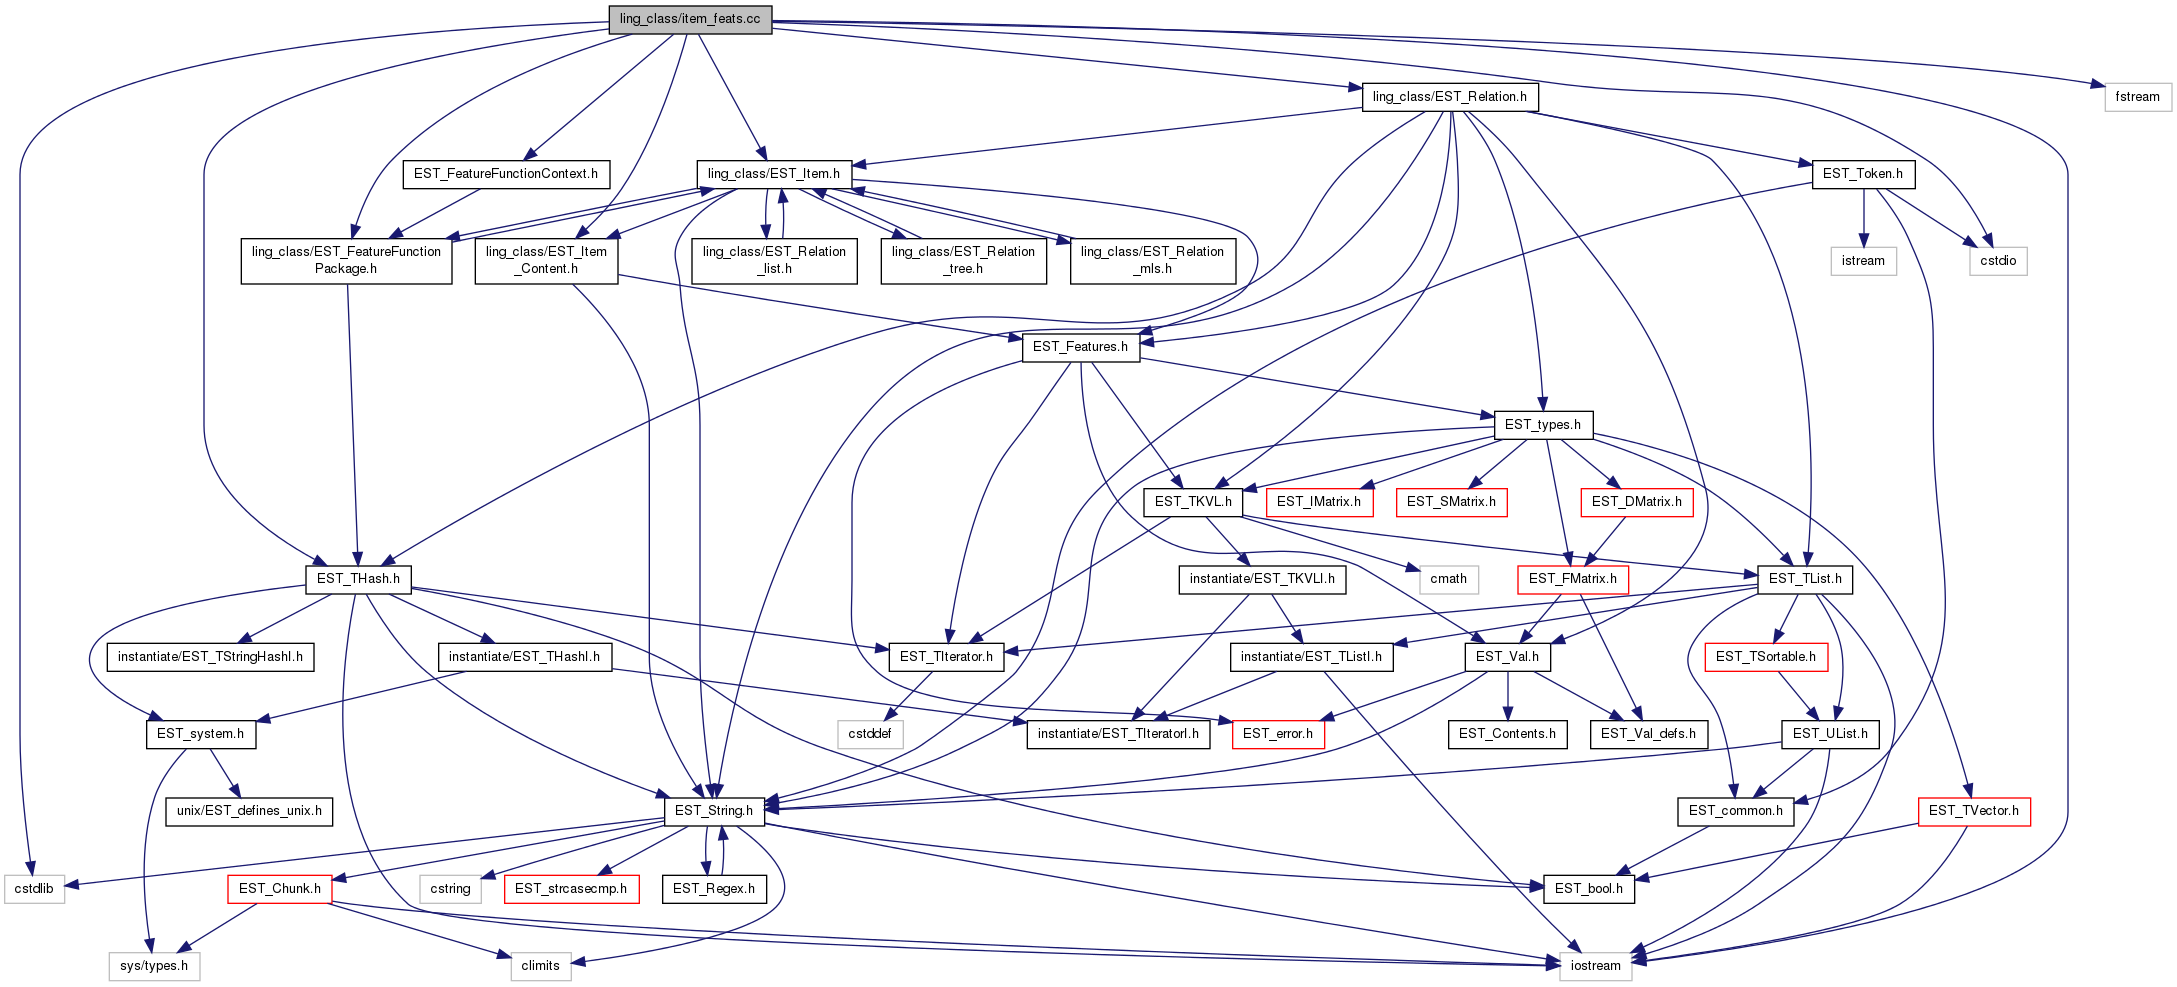 ling_class/item_feats.cc
ling_class/EST_Relation.h
fstream
EST_FeatureFunctionContext.h
ling_class/EST_Item.h
EST_Token.h
ling_class/EST_FeatureFunction
Package.h
ling_class/EST_Item
_Content.h
ling_class/EST_Relation
_list.h
ling_class/EST_Relation
_tree.h
ling_class/EST_Relation
_mls.h
istream
cstdio
EST_Features.h
EST_types.h
EST_TKVL.h
EST_IMatrix.h
EST_SMatrix.h
EST_DMatrix.h
EST_THash.h
instantiate/EST_TKVLI.h
cmath
EST_FMatrix.h
EST_TList.h
instantiate/EST_TStringHashI.h
instantiate/EST_THashI.h
EST_TIterator.h
instantiate/EST_TListI.h
EST_Val.h
EST_TSortable.h
EST_system.h
cstddef
instantiate/EST_TIteratorI.h
EST_error.h
EST_Contents.h
EST_Val_defs.h
EST_UList.h
unix/EST_defines_unix.h
EST_String.h
EST_common.h
EST_TVector.h
cstdlib
EST_Chunk.h
cstring
EST_strcasecmp.h
EST_Regex.h
EST_bool.h
sys/types.h
climits
iostream